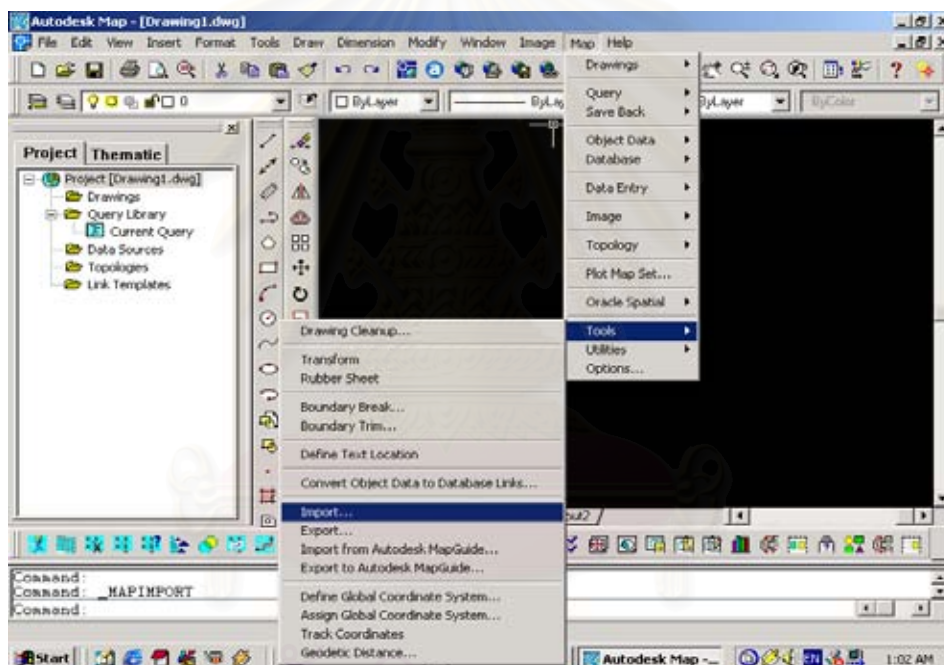 Autodesk Map - [Drawing1.dwg]
File Edit View Insert Format Tools Draw Dimension Modify Window Image Map Help
0 ByLayer ByLayer ByColor
Project Thematic
Project [Drawing1.dwg]
Drawings
Query Library
Current Query
Data Sources
Topologies
Link Templates
Drawings
Query
Save Back
Object Data
Database
Data Entry
Image
Topology
Plot Map Set...
Oracle Spatial
Tools
Utilities
Options...
Drawing Cleanup...
Transform
Rubber Sheet
Boundary Break...
Boundary Trim...
Define Text Location
Convert Object Data to Database Links...
Import...
Export...
Import from Autodesk MapGuide...
Export to Autodesk MapGuide...
Define Global Coordinate System...
Assign Global Coordinate System...
Track Coordinates
Geodetic Distance...
Command:
Command: _MAPIMPORT
Command:
Start Autodesk Map -... EN 1:02 AM